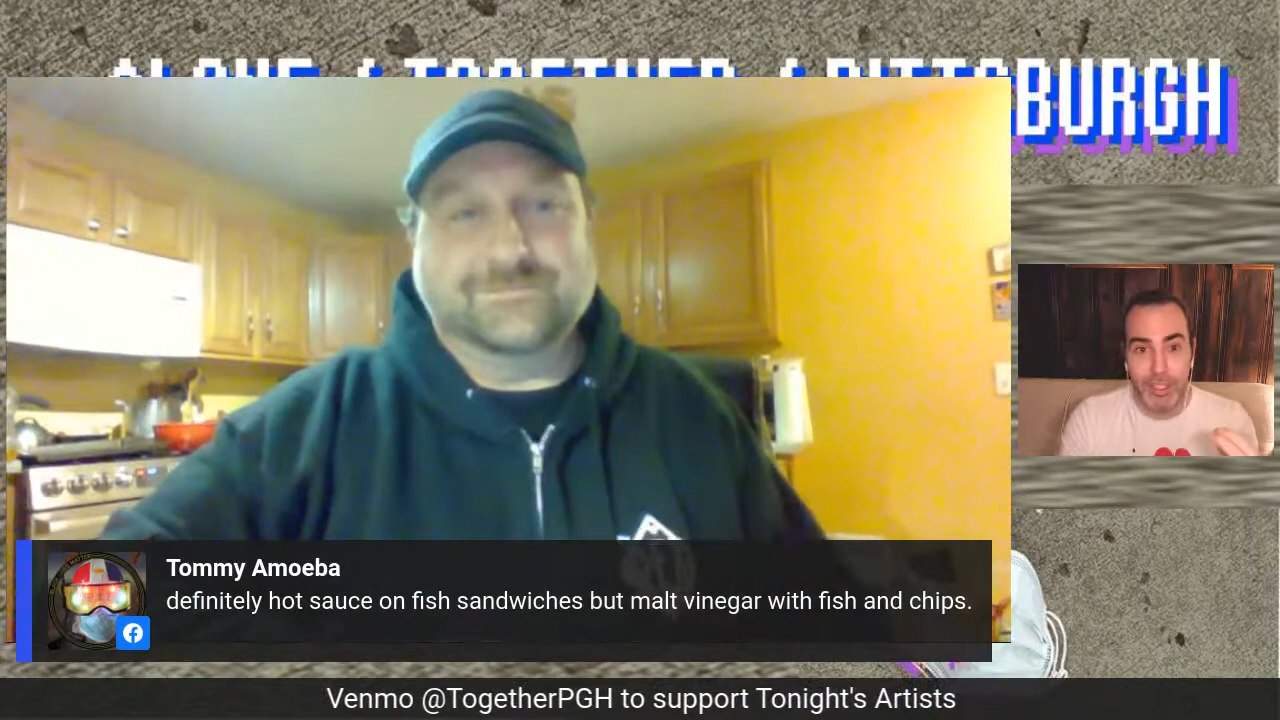 BURGH
Tommy Amoeba
definitely hot sauce on fish sandwiches but malt vinegar with fish and chips.
Venmo @TogetherPGH to support Tonight's Artists